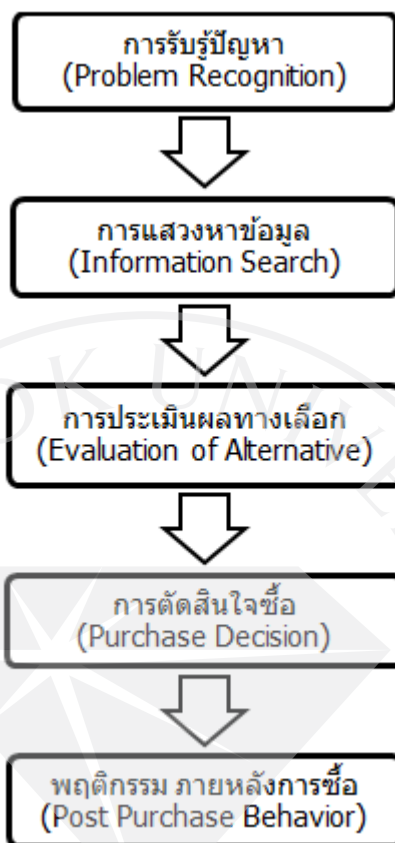 การรับรู้ปัญหา
(Problem Recognition)
การแสวงหาข้อมูล
(Information Search)
การประเมินผลทางเลือก
(Evaluation of Alternative)
การตัดสินใจซื้อ
(Purchase Decision)
พฤติกรรม ภายหลังการซื้อ
(Post Purchase Behavior)